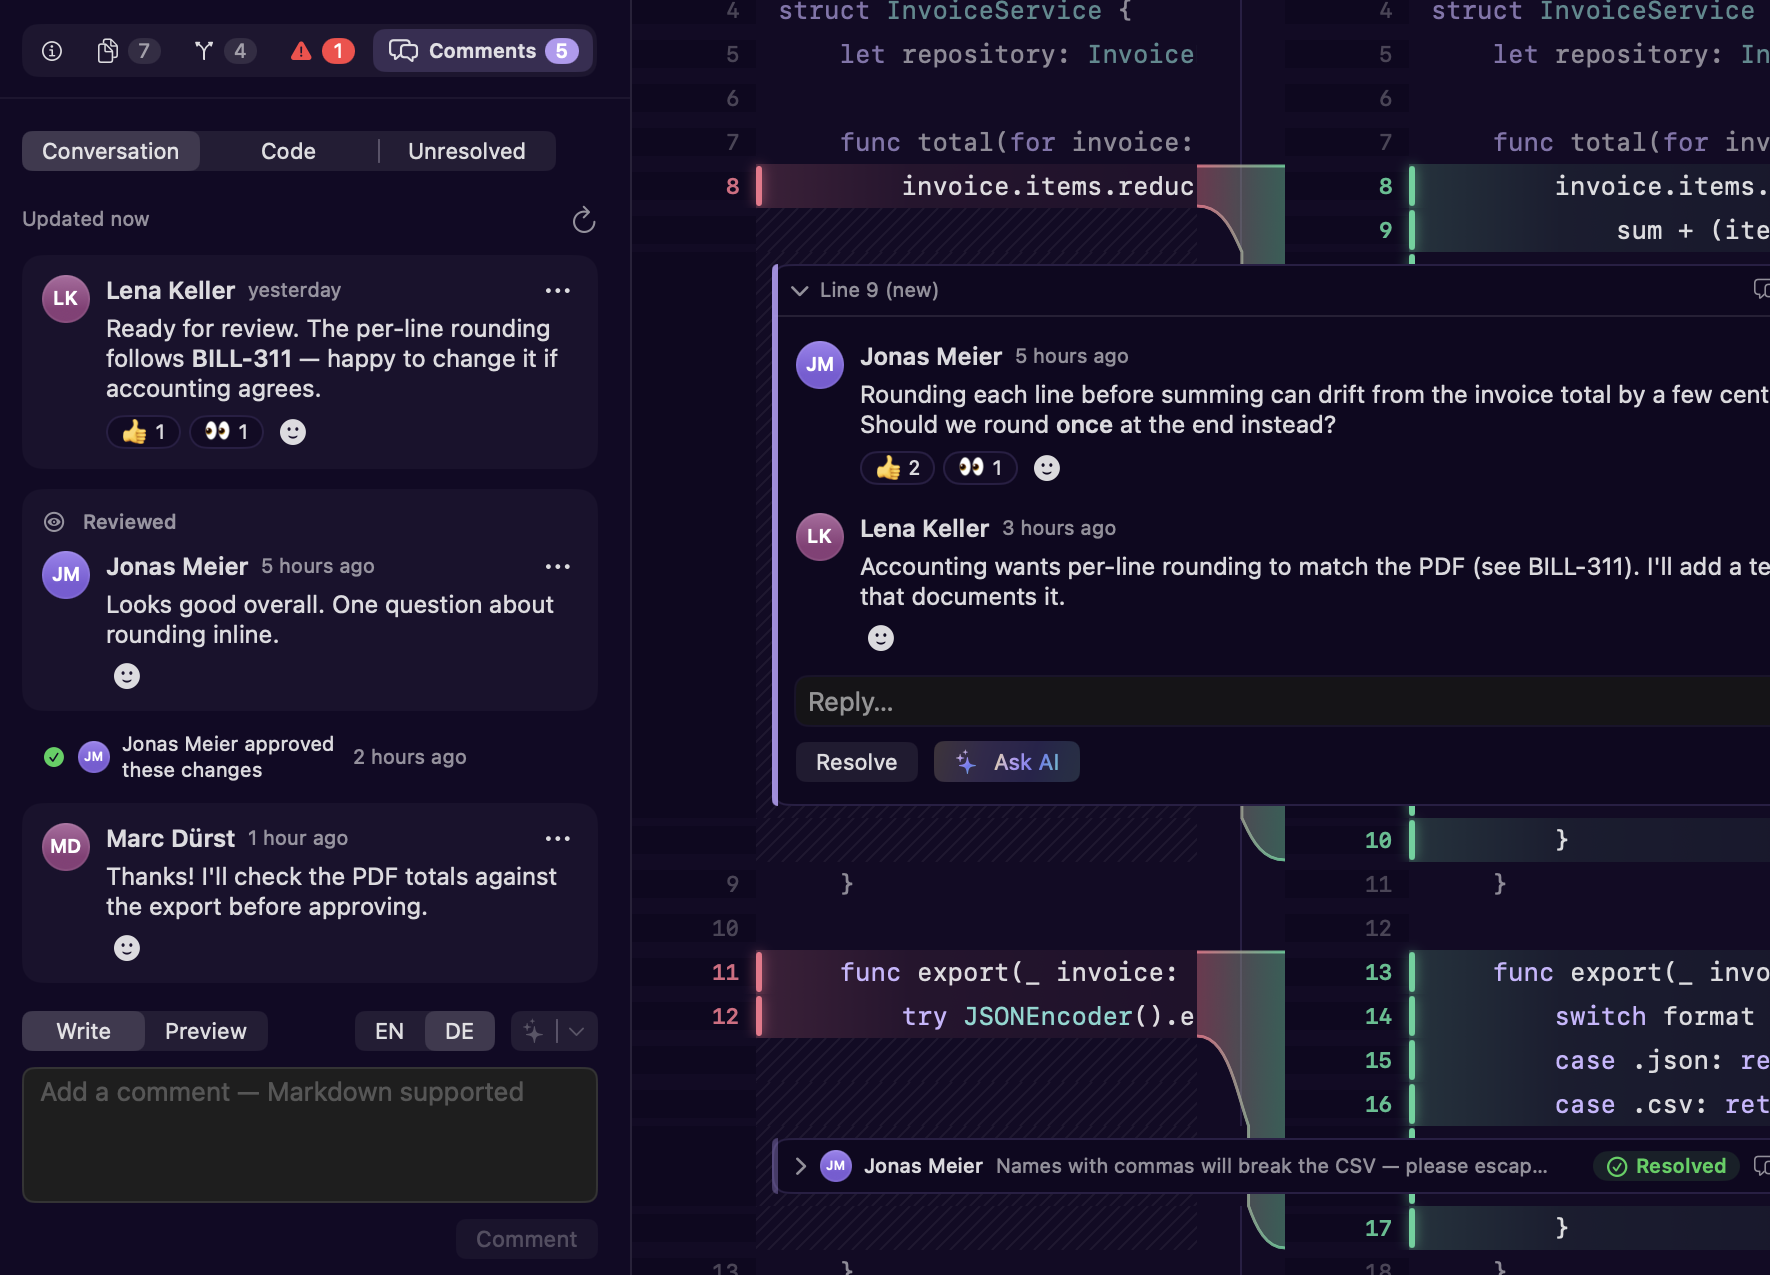 7
4
1
Comments 5
Conversation
Code
Unresolved
Updated now
LK
Lena Keller yesterday
Ready for review. The per-line rounding
follows BILL-311 — happy to change it if
accounting agrees.
👍 1 👀 1
Reviewed
JM
Jonas Meier 5 hours ago
Looks good overall. One question about
rounding inline.
JM
Jonas Meier approved
these changes
2 hours ago
MD
Marc Dürst 1 hour ago
Thanks! I'll check the PDF totals against
the export before approving.
Write
Preview
EN
DE
Add a comment — Markdown supported
Comment
4 struct InvoiceService {
5 let repository: Invoice
6
7 func total(for invoice:
8 invoice.items.reduc
4 struct InvoiceService
5 let repository: In
6
7 func total(for inv
8 invoice.items.
9 sum + (ite
Line 9 (new)
JM
Jonas Meier 5 hours ago
Rounding each line before summing can drift from the invoice total by a few cent
Should we round once at the end instead?
👍 2 👀 1
LK
Lena Keller 3 hours ago
Accounting wants per-line rounding to match the PDF (see BILL-311). I'll add a te
that documents it.
Reply...
Resolve
Ask AI
9 }
10
11 func export(_ invoice:
12 try JSONEncoder().e
10 }
11 }
12
13 func export(_ invo
14 switch format
15 case .json: re
16 case .csv: ret
JM Jonas Meier Names with commas will break the CSV — please escap... Resolved
17 }
13 }
18 }